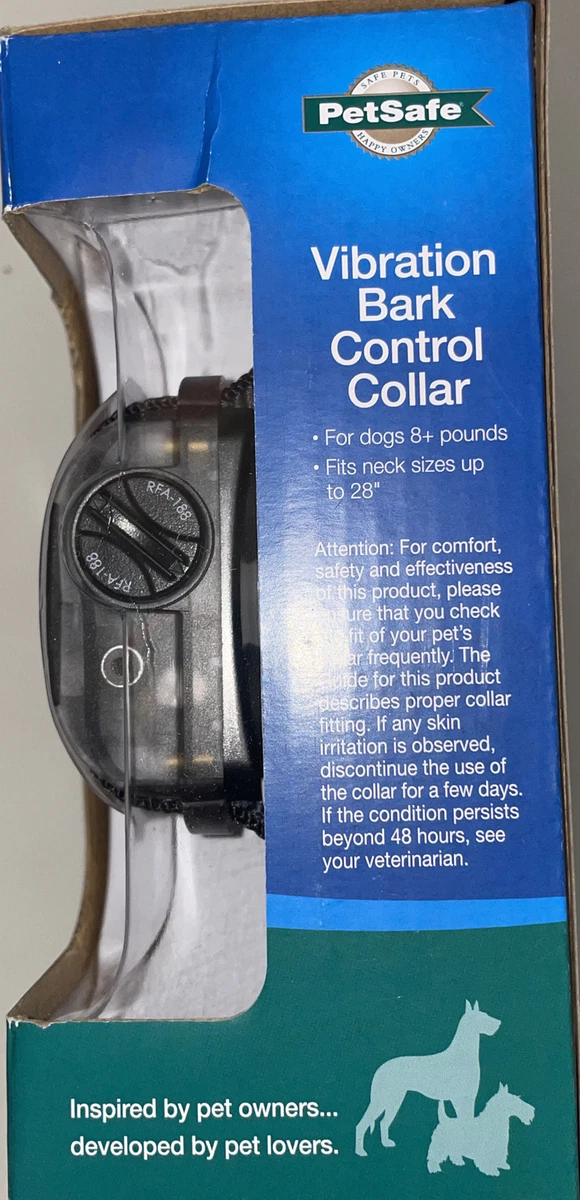 SAFE PETS
PetSafe®
HAPPY OWNERS
Vibration
Bark
Control
Collar
• For dogs 8+ pounds
• Fits neck sizes up
to 28"
Attention: For comfort,
safety and effectiveness
of this product, please
ensure that you check
fit of your pet's
frequently. The
guide for this product
describes proper collar
fitting. If any skin
irritation is observed,
discontinue the use of
the collar for a few days.
If the condition persists
beyond 48 hours, see
your veterinarian.
RFA-188
RFA-188
Inspired by pet owners...
developed by pet lovers.